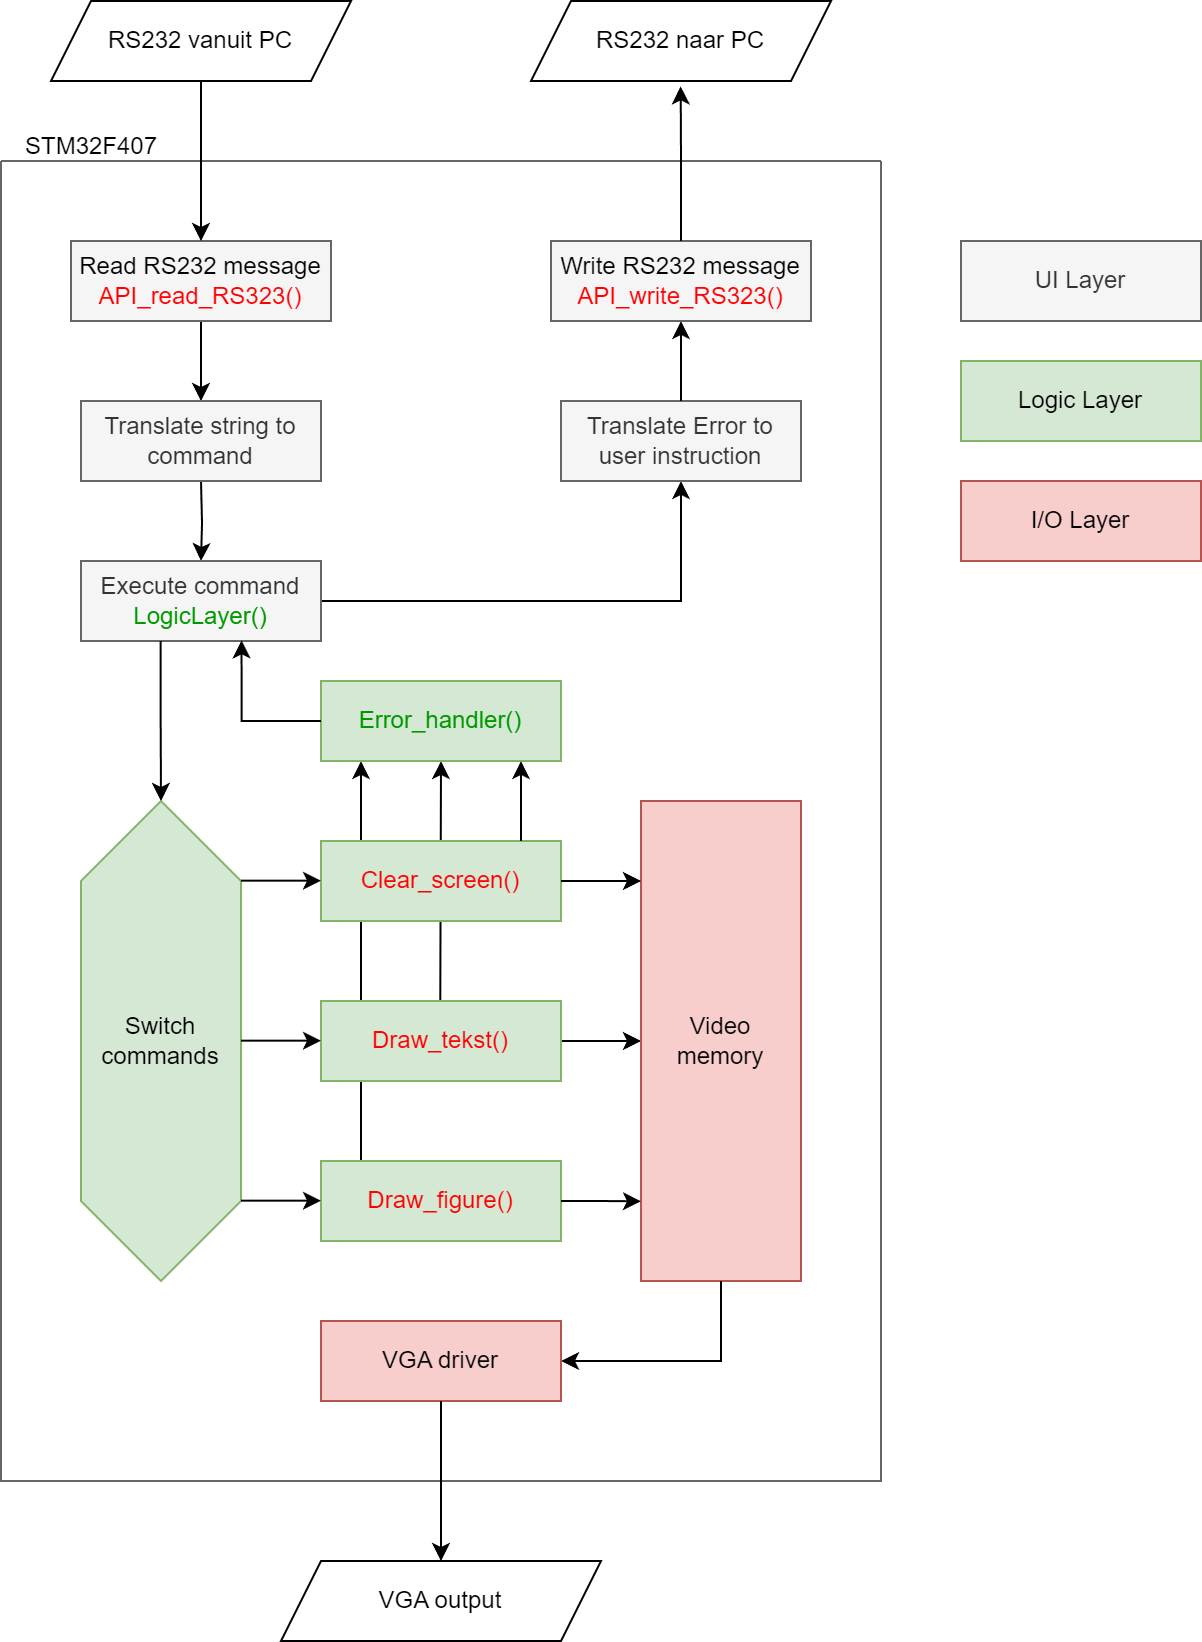 RS232 vanuit PC
RS232 naar PC
STM32F407
Read RS232 message
API_read_RS323()
Write RS232 message
API_write_RS323()
UI Layer
Translate string to
command
Translate Error to
user instruction
Logic Layer
I/O Layer
Execute command
LogicLayer()
Error_handler()
Clear_screen()
Switch
commands
Draw_tekst()
Video
memory
Draw_figure()
VGA driver
VGA output